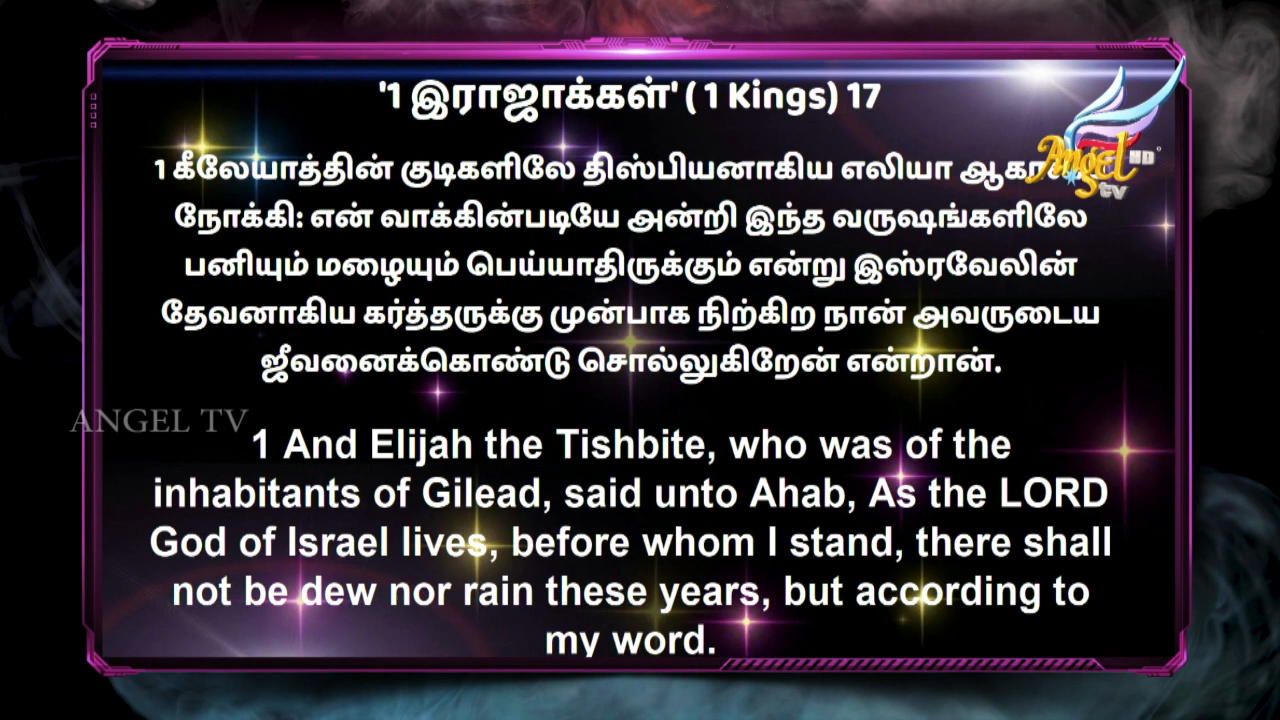 '1 இராஜாக்கள்' ( 1 Kings) 17
1 கீலேயாத்தின் குடிகளிலே திஸ்பியனாகிய எலியா
Angel HD
tv
நோக்கி: என் வாக்கின்படியே அன்றி இந்த வருஷங்களிலே
பனியும் மழையும் பெய்யாதிருக்கும் என்று இஸ்ரவேலின்
தேவனாகிய கர்த்தருக்கு முன்பாக நிற்கிற நான் அவருடைய
ஜீவனைக்கொண்டு சொல்லுகிறேன் என்றான்.
ANGEL TV
1 And Elijah the Tishbite, who was of the
inhabitants of Gilead, said unto Ahab, As the LORD
God of Israel lives, before whom I stand, there shall
not be dew nor rain these years, but according to
my word.